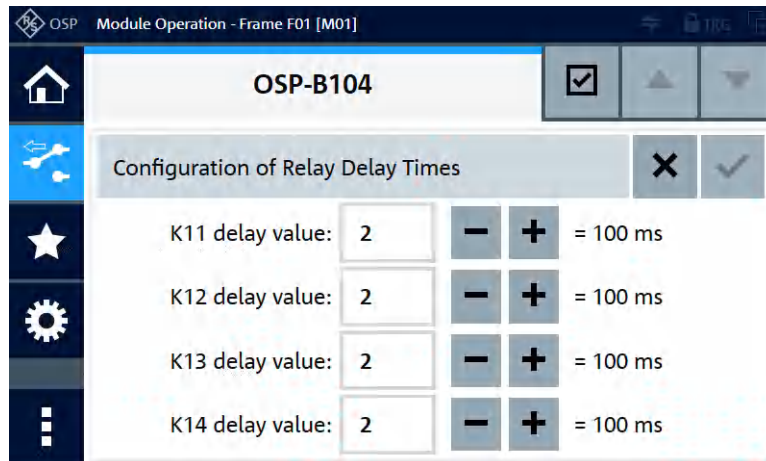 OSP Module Operation - Frame F01 [M01] TRG
OSP-B104
Configuration of Relay Delay Times
K11 delay value: 2 = 100 ms
K12 delay value: 2 = 100 ms
K13 delay value: 2 = 100 ms
K14 delay value: 2 = 100 ms